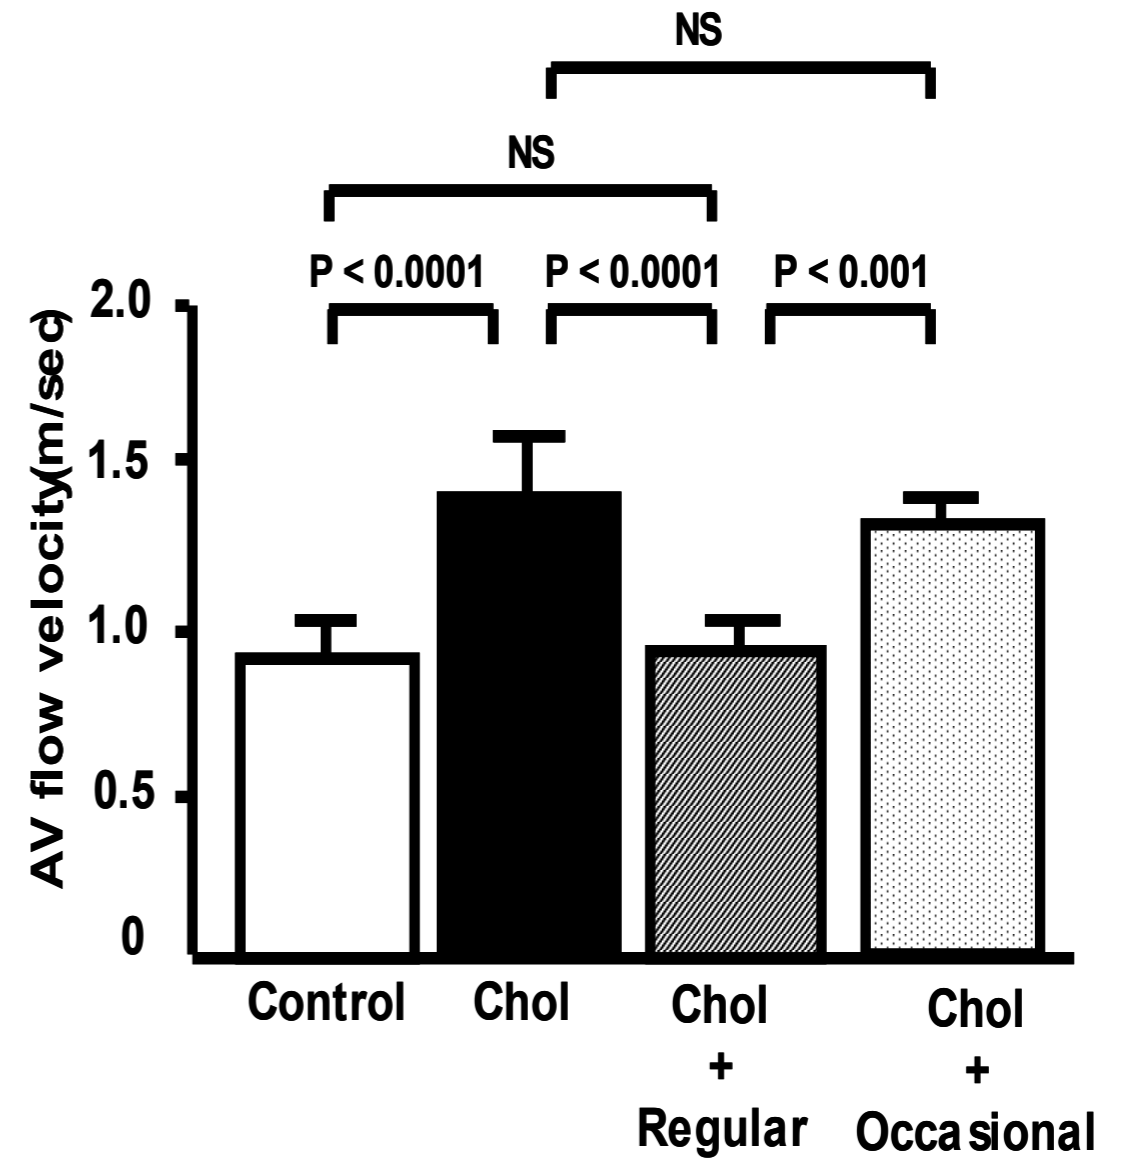 NS
NS
P < 0.0001 P < 0.0001 P < 0.001
AV flow velocity(m/sec)
2.0
1.5
1.0
0.5
0
Control Chol Chol Chol
+ +
Regular Occasional